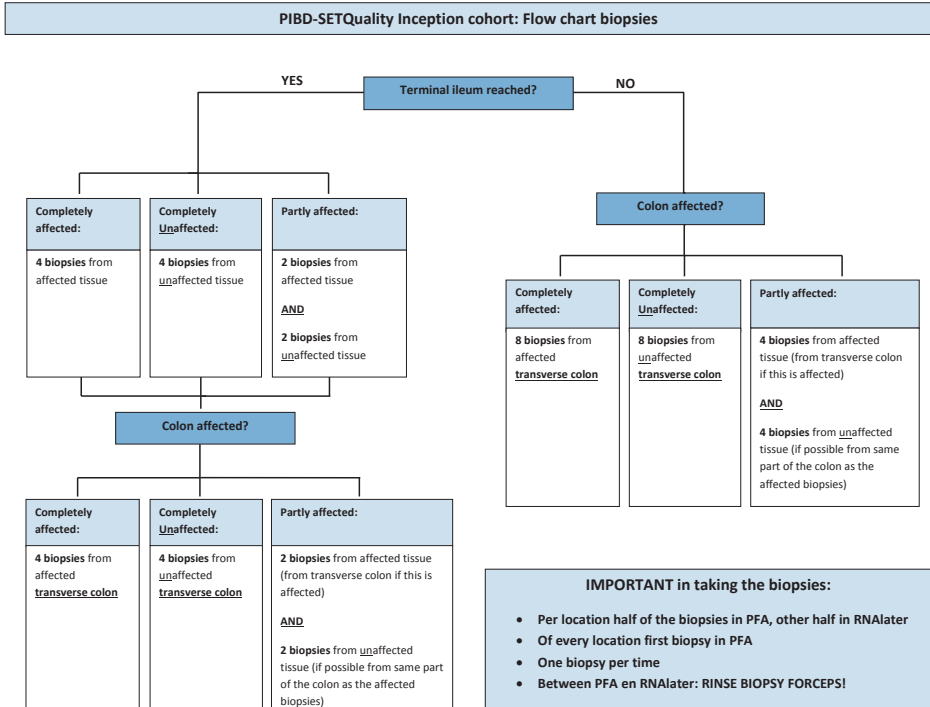 PIBD-SETQuality Inception cohort: Flow chart biopsies
YES
Terminal ileum reached?
NO
Completely
affected:
4 biopsies from
affected tissue
Completely
Unaffected:
4 biopsies from
unaffected tissue
Partly affected:
2 biopsies from
affected tissue
AND
2 biopsies from
unaffected tissue
Colon affected?
Completely
affected:
4 biopsies from
affected
transverse colon
Completely
Unaffected:
4 biopsies from
unaffected
transverse colon
Partly affected:
2 biopsies from affected tissue
(from transverse colon if this is
affected)
AND
2 biopsies from unaffected
tissue (if possible from same part
of the colon as the affected
biopsies)
Colon affected?
Completely
affected:
8 biopsies from
affected
transverse colon
Completely
Unaffected:
8 biopsies from
unaffected
transverse colon
Partly affected:
4 biopsies from affected
tissue (from transverse colon
if this is affected)
AND
4 biopsies from unaffected
tissue (if possible from same
part of the colon as the
affected biopsies)
IMPORTANT in taking the biopsies:
• Per location half of the biopsies in PFA, other half in RNAlater
• Of every location first biopsy in PFA
• One biopsy per time
• Between PFA en RNAlater: RINSE BIOPSY FORCEPS!